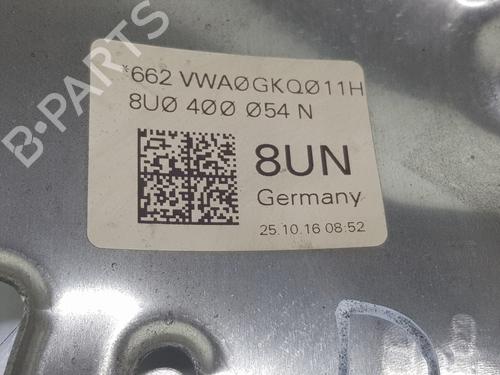 *662 VWA0GKQ011H
8U0 400 054 N
8UN
Germany
25.10.16 08:52
B-PARTS